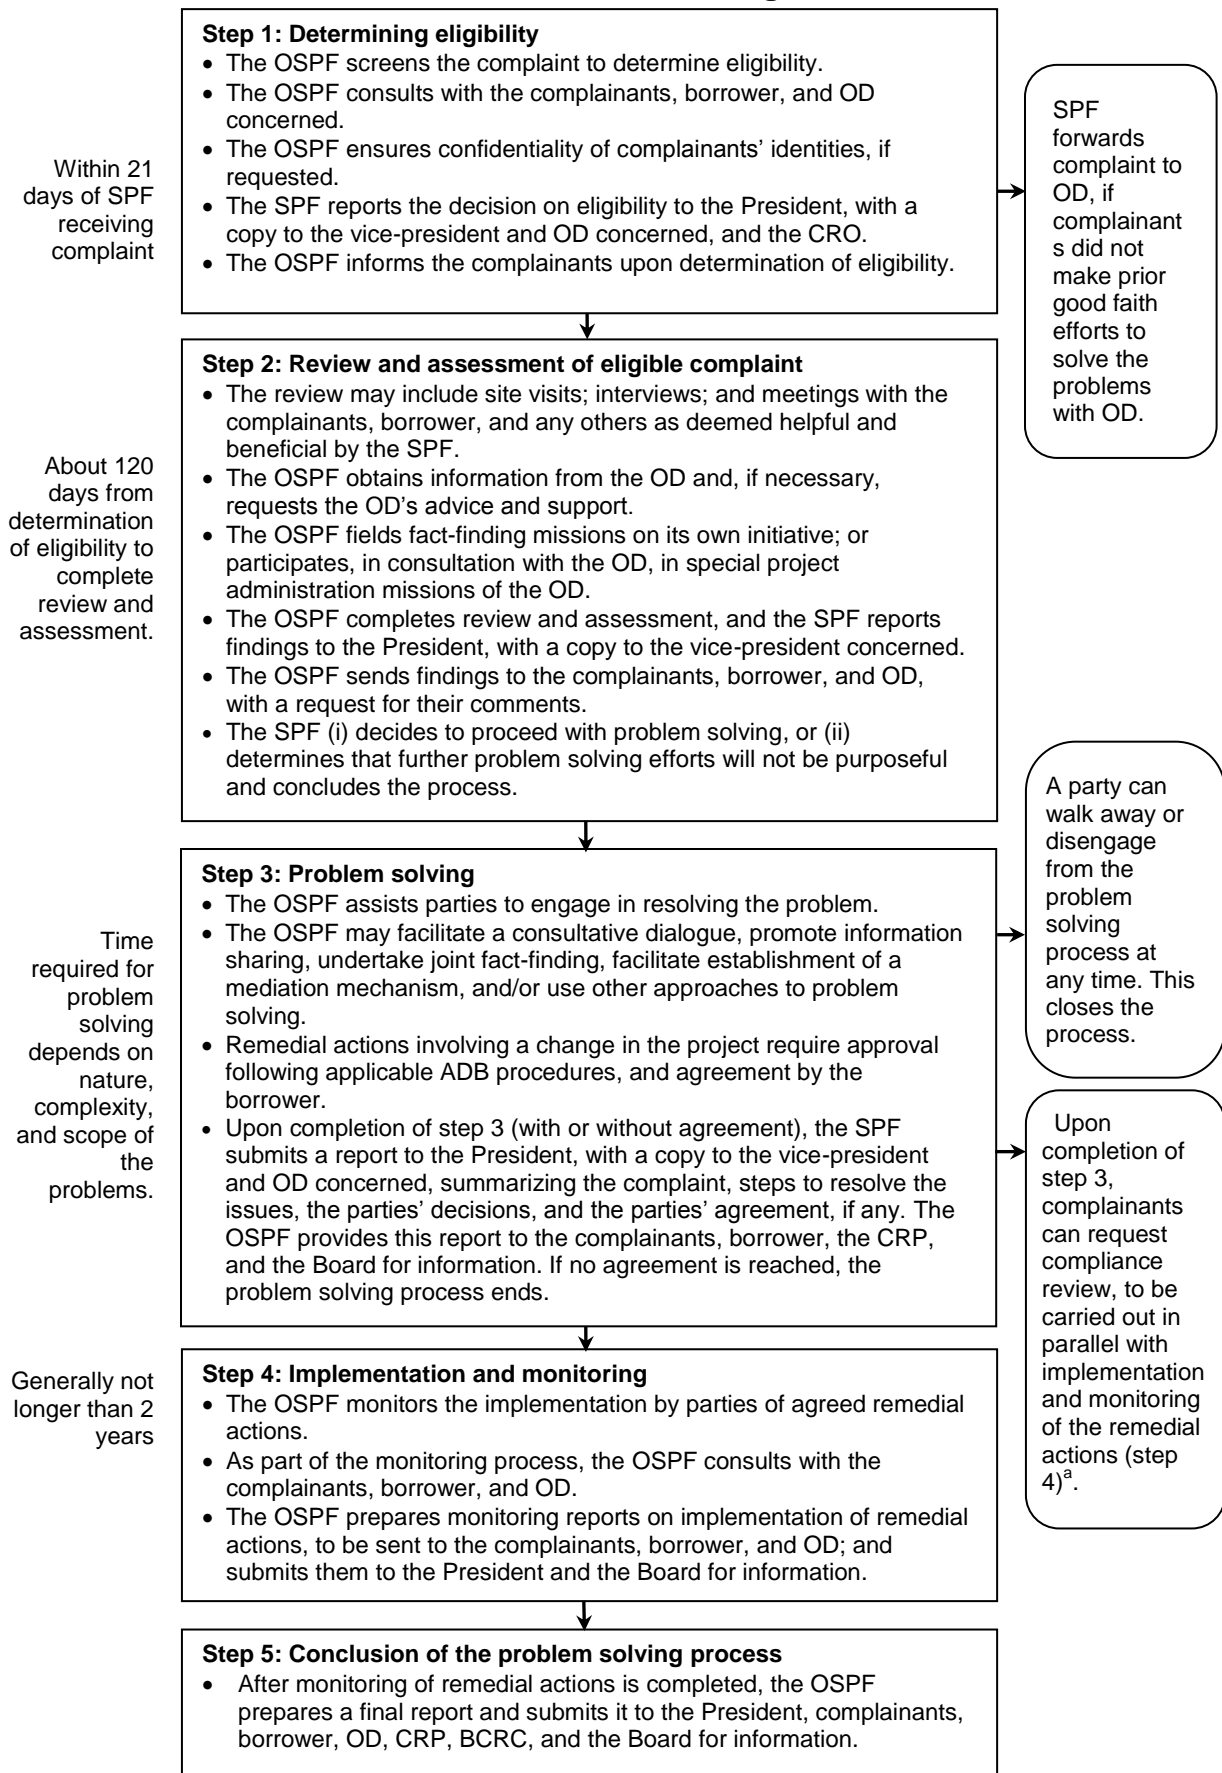 Step 1: Determining eligibility
• The OSPF screens the complaint to determine eligibility.
• The OSPF consults with the complainants, borrower, and OD
concerned.
• The OSPF ensures confidentiality of complainants’ identities, if
requested.
• The SPF reports the decision on eligibility to the President, with a
copy to the vice-president and OD concerned, and the CRO.
• The OSPF informs the complainants upon determination of eligibility.
Within 21
days of SPF
receiving
complaint
SPF
forwards
complaint to
OD, if
complainant
s did not
make prior
good faith
efforts to
solve the
problems
with OD.
Step 2: Review and assessment of eligible complaint
• The review may include site visits; interviews; and meetings with the
complainants, borrower, and any others as deemed helpful and
beneficial by the SPF.
• The OSPF obtains information from the OD and, if necessary,
requests the OD’s advice and support.
• The OSPF fields fact-finding missions on its own initiative; or
participates, in consultation with the OD, in special project
administration missions of the OD.
• The OSPF completes review and assessment, and the SPF reports
findings to the President, with a copy to the vice-president concerned.
• The OSPF sends findings to the complainants, borrower, and OD,
with a request for their comments.
• The SPF (i) decides to proceed with problem solving, or (ii)
determines that further problem solving efforts will not be purposeful
and concludes the process.
About 120
days from
determination
of eligibility to
complete
review and
assessment.
A party can
walk away or
disengage
from the
problem
solving
process at
any time. This
closes the
process.
Step 3: Problem solving
• The OSPF assists parties to engage in resolving the problem.
• The OSPF may facilitate a consultative dialogue, promote information
sharing, undertake joint fact-finding, facilitate establishment of a
mediation mechanism, and/or use other approaches to problem
solving.
• Remedial actions involving a change in the project require approval
following applicable ADB procedures, and agreement by the
borrower.
• Upon completion of step 3 (with or without agreement), the SPF
submits a report to the President, with a copy to the vice-president
and OD concerned, summarizing the complaint, steps to resolve the
issues, the parties’ decisions, and the parties’ agreement, if any. The
OSPF provides this report to the complainants, borrower, the CRP,
and the Board for information. If no agreement is reached, the
problem solving process ends.
Time
required for
problem
solving
depends on
nature,
complexity,
and scope of
the
problems.
Upon
completion of
step 3,
complainants
can request
compliance
review, to be
carried out in
parallel with
implementation
and monitoring
of the remedial
actions (step
4)a.
Step 4: Implementation and monitoring
• The OSPF monitors the implementation by parties of agreed remedial
actions.
• As part of the monitoring process, the OSPF consults with the
complainants, borrower, and OD.
• The OSPF prepares monitoring reports on implementation of remedial
actions, to be sent to the complainants, borrower, and OD; and
submits them to the President and the Board for information.
Generally not
longer than 2
years
Step 5: Conclusion of the problem solving process
• After monitoring of remedial actions is completed, the OSPF
prepares a final report and submits it to the President, complainants,
borrower, OD, CRP, BCRC, and the Board for information.